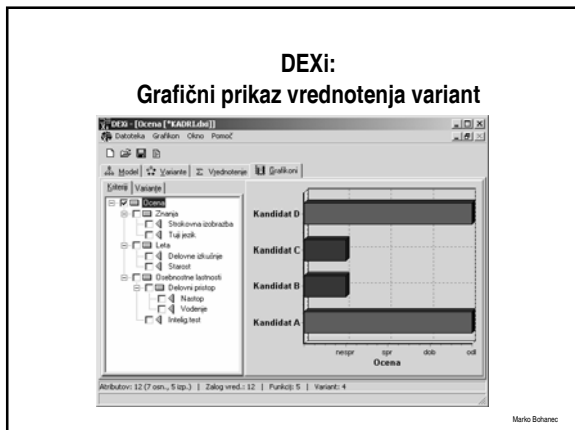 DEXi:
Grafični prikaz vrednotenja variant
DEXi - [Ocena [*KADRI.dxi]]
Datoteka Grafikon Okno Pomoč
Model Variante Σ Vrednotenje Grafikoni
Kriteriji Variante
Ocena
Znanja
Strokovna izobrazba
Tuji jezik
Leta
Delovne izkušnje
Starost
Osebnostne lastnosti
Delovni pristop
Nastop
Vodenje
Intelig.test
Kandidat D
Kandidat C
Kandidat B
Kandidat A
nespr spr dob odl
Ocena
Atributov: 12 (7 osn., 5 izp.) | Zalog vred.: 12 | Funkcij: 5 | Variant: 4
Marko Bohanec